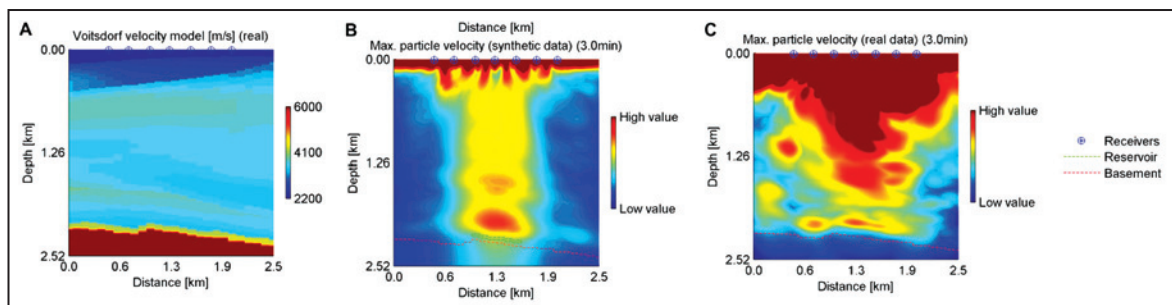 A
Voitsdorf velocity model [m/s] (real)
0.00
1.26
2.52
Depth [km]
0.0 0.6 1.3 1.9 2.5
Distance [km]
6000
4100
2200
Distance [km]
B
Max. particle velocity (synthetic data) (3.0min)
0.00
1.26
2.52
Depth [km]
0.0 0.6 1.3 1.9 2.5
Distance [km]
High value
Low value
C
Max. particle velocity (real data) (3.0min)
0.00
1.26
2.52
Depth [km]
0.0 0.6 1.3 1.9 2.5
Distance [km]
High value
Low value
Receivers
Reservoir
Basement